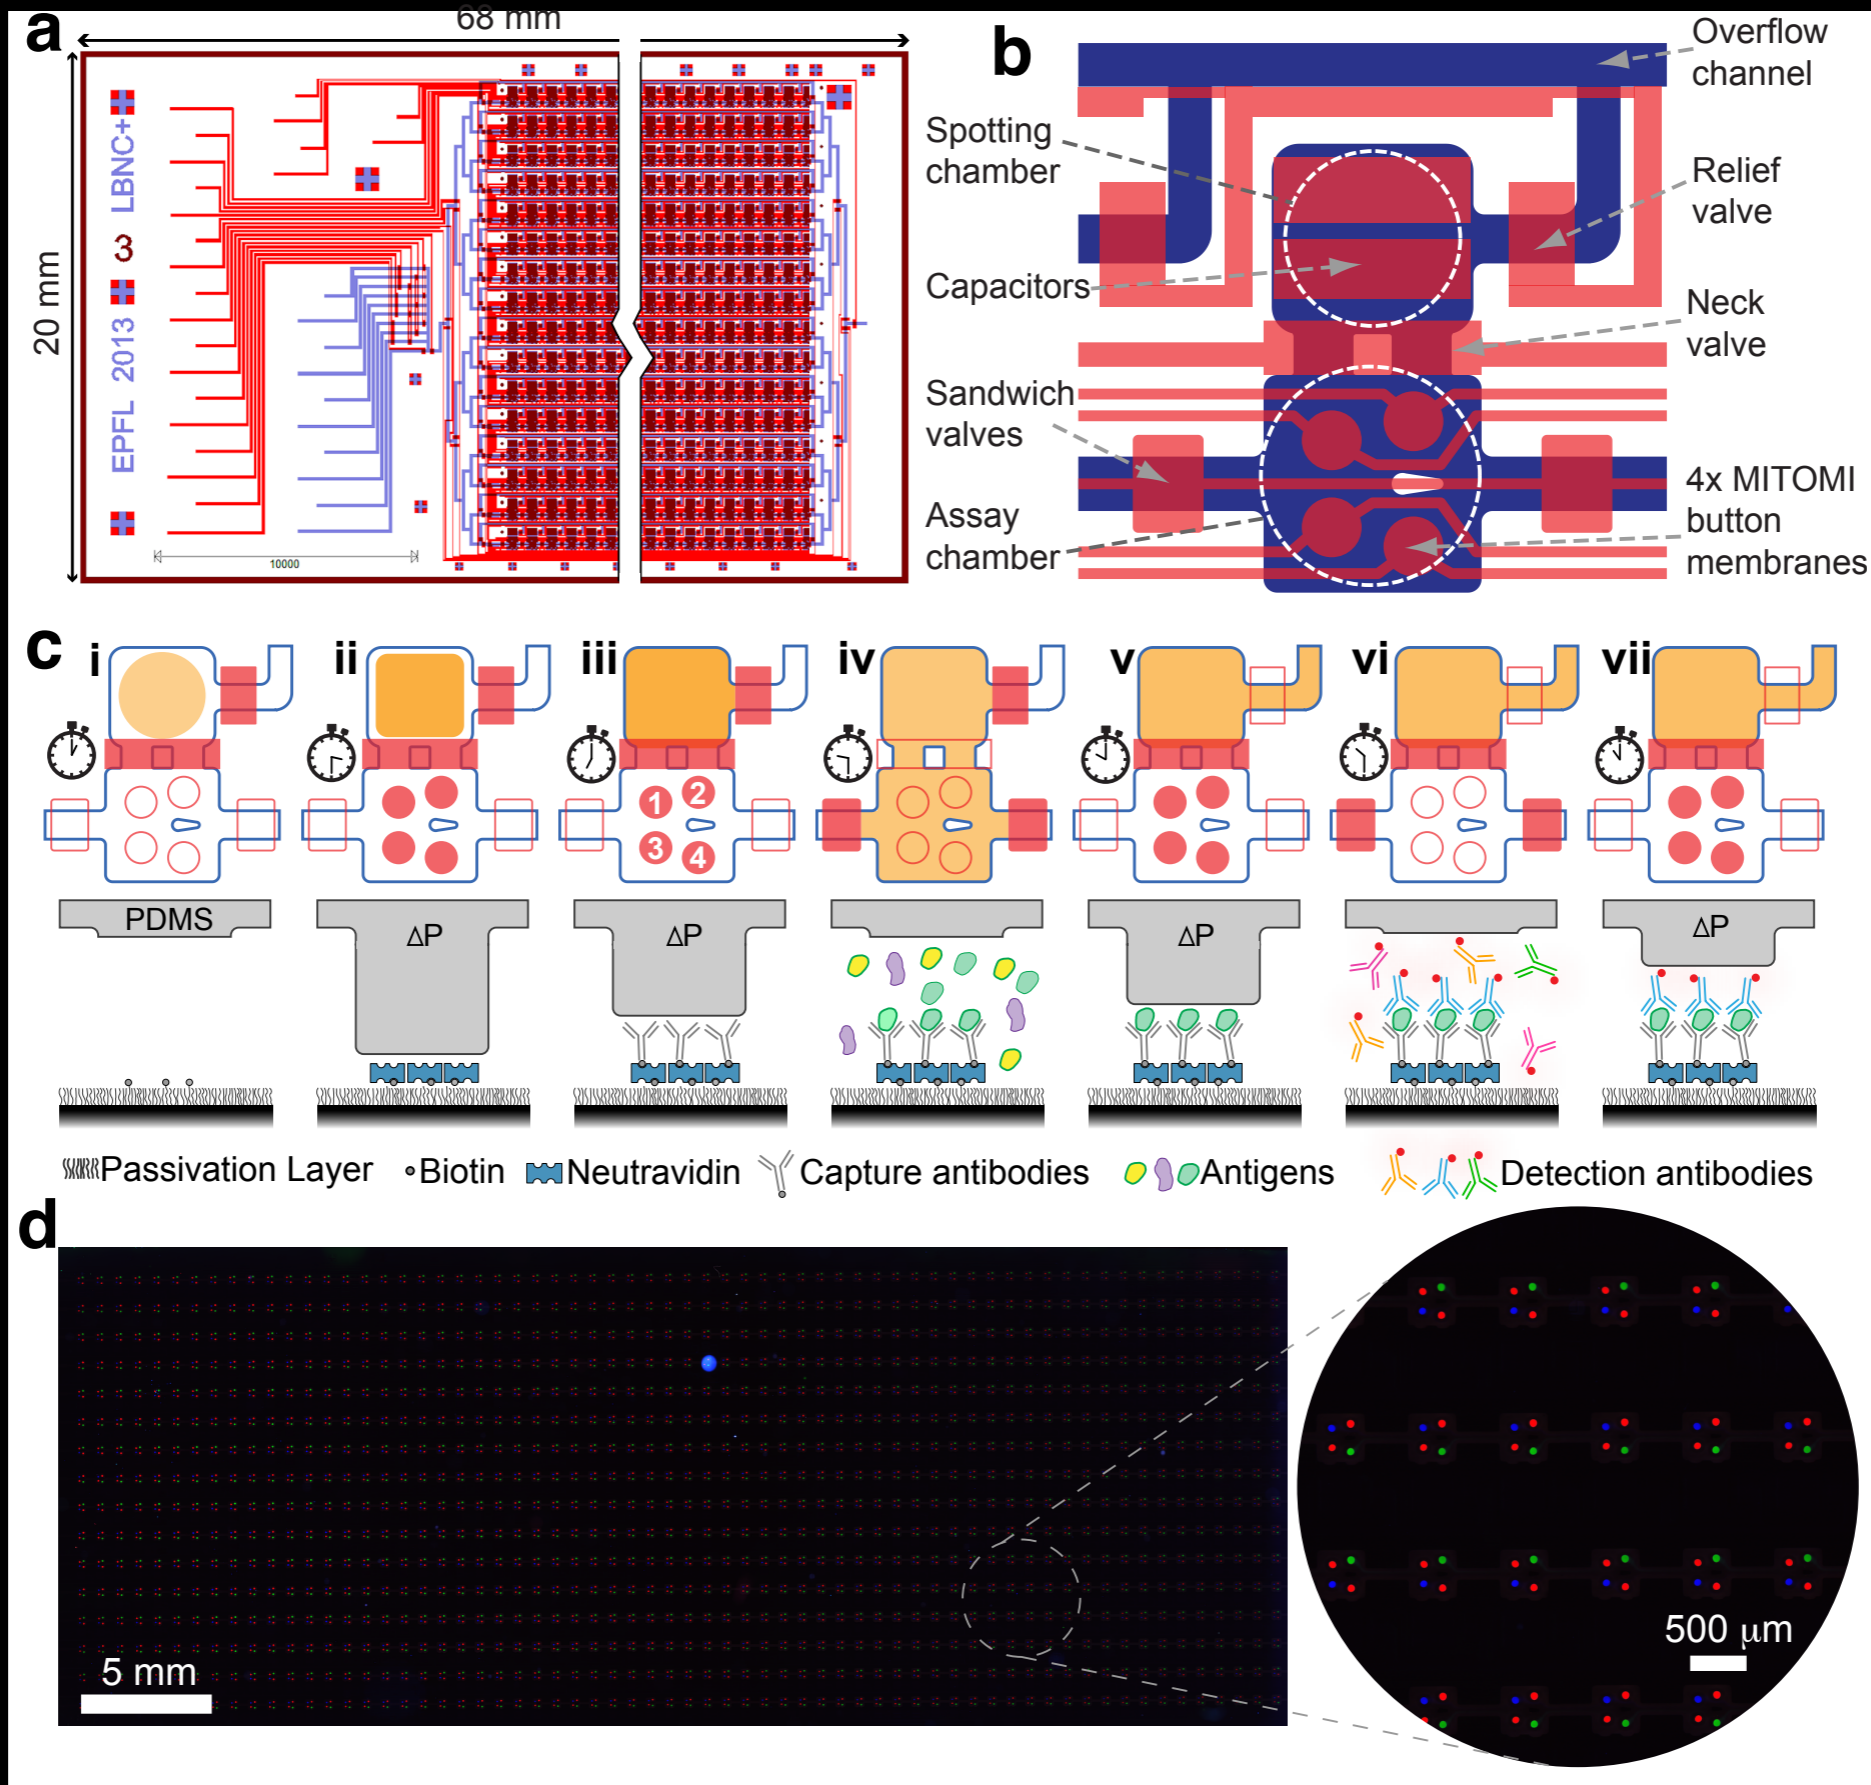 a
68 mm
20 mm
EPFL 2013 3 LBNC+
10000
b
Overflow
channel
Spotting
chamber
Relief
valve
Capacitors
Neck
valve
Sandwich
valves
Assay
chamber
4x MITOMI
button
membranes
c
i
ii
iii
iv
v
vi
vii
1
2
3
4
PDMS
ΔP
ΔP
ΔP
ΔP
Passivation Layer
Biotin
Neutravidin
Capture antibodies
Antigens
Detection antibodies
d
5 mm
500 µm